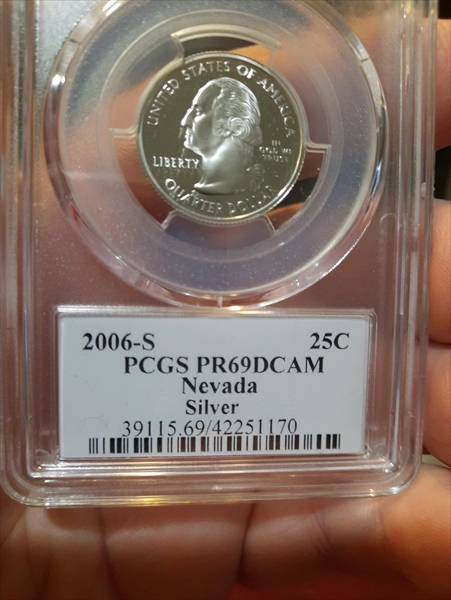 UNITED STATES OF AMERICA
IN
GOD WE
TRUST
LIBERTY
QUARTER DOLLAR
2006-S 25C
PCGS PR69DCAM
Nevada
Silver
39115.69/42251170